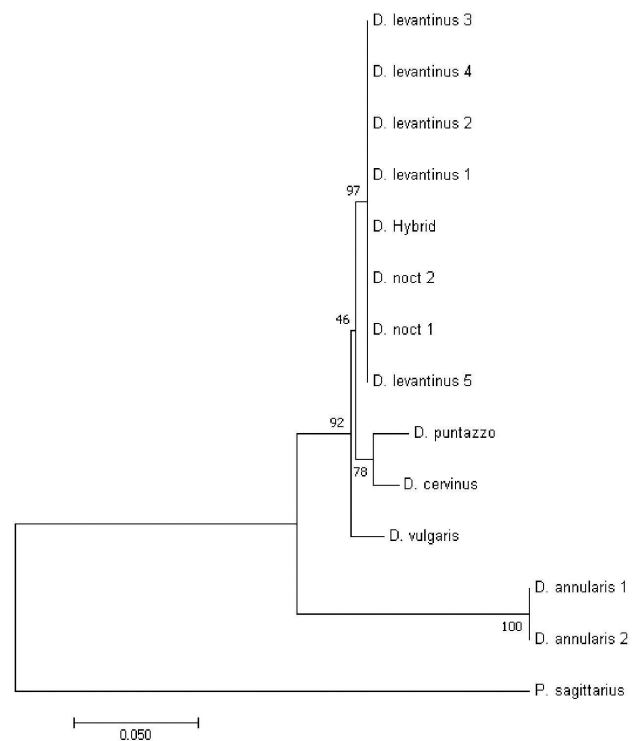 D. levantinus 3
D. levantinus 4
D. levantinus 2
D. levantinus 1
97
D. Hybrid
D. noct 2
46
D. noct 1
D. levantinus 5
92
D. puntazzo
78
D. cervinus
D. vulgaris
D. annularis 1
100
D. annularis 2
P. sagittarius
0.050